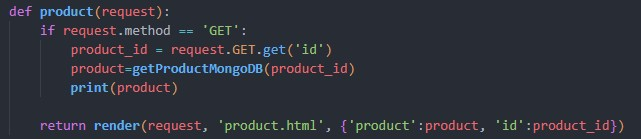 def product(request):
    if request.method == 'GET':
        product_id = request.GET.get('id')
        product=getProductMongoDB(product_id)
        print(product)
    return render(request, 'product.html', {'product':product, 'id':product_id})